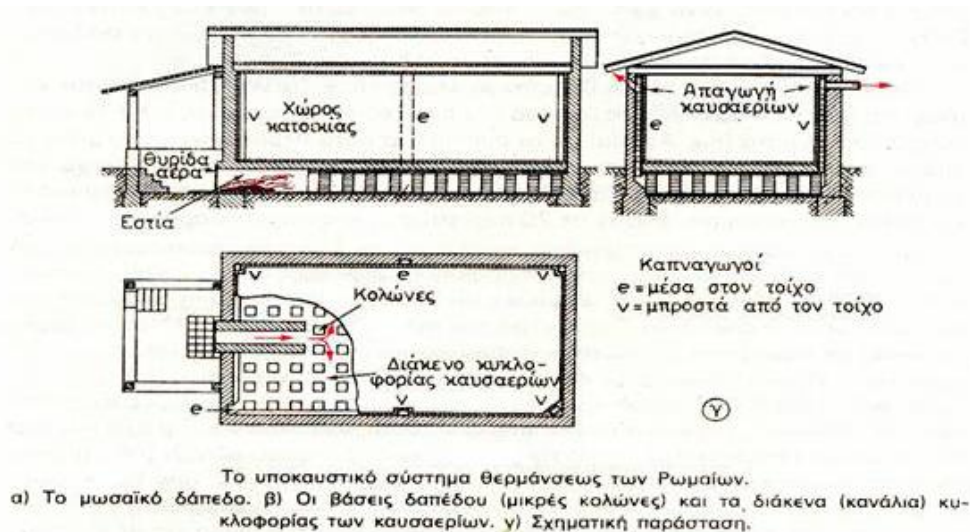 Χώρος
κατοικίας
v
e
v
Θυρίδα
αέρα
Εστία
Απαγωγή
καυσαερίων
e
v
v
e
v
Κολώνες
Διάκενο κυκλο-
φορίας καυσαερίων
e
v
v
Καπναγωγοί
e = μέσα στον τοίχο
v = μπροστά από τον τοίχο
γ
Το υποκαυστικό σύστημα θερμάνσεως των Ρωμαίων.
α) Το μωσαϊκό δάπεδο. β) Οι βάσεις δαπέδου (μικρές κολώνες) και τα διάκενα (κανάλια) κυ-
κλοφορίας των καυσαερίων. γ) Σχηματική παράσταση.